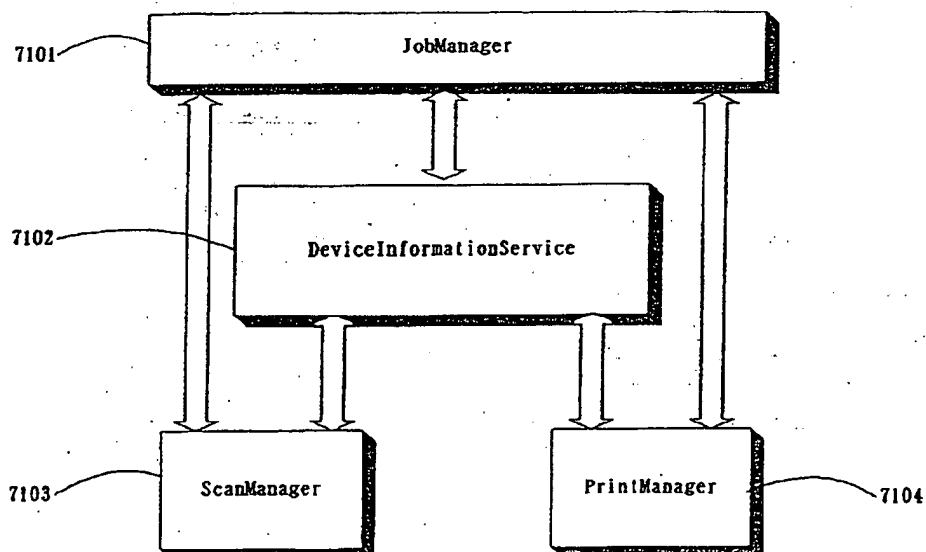 7101
JobManager
7102
DeviceInformationService
7103
ScanManager
PrintManager
7104